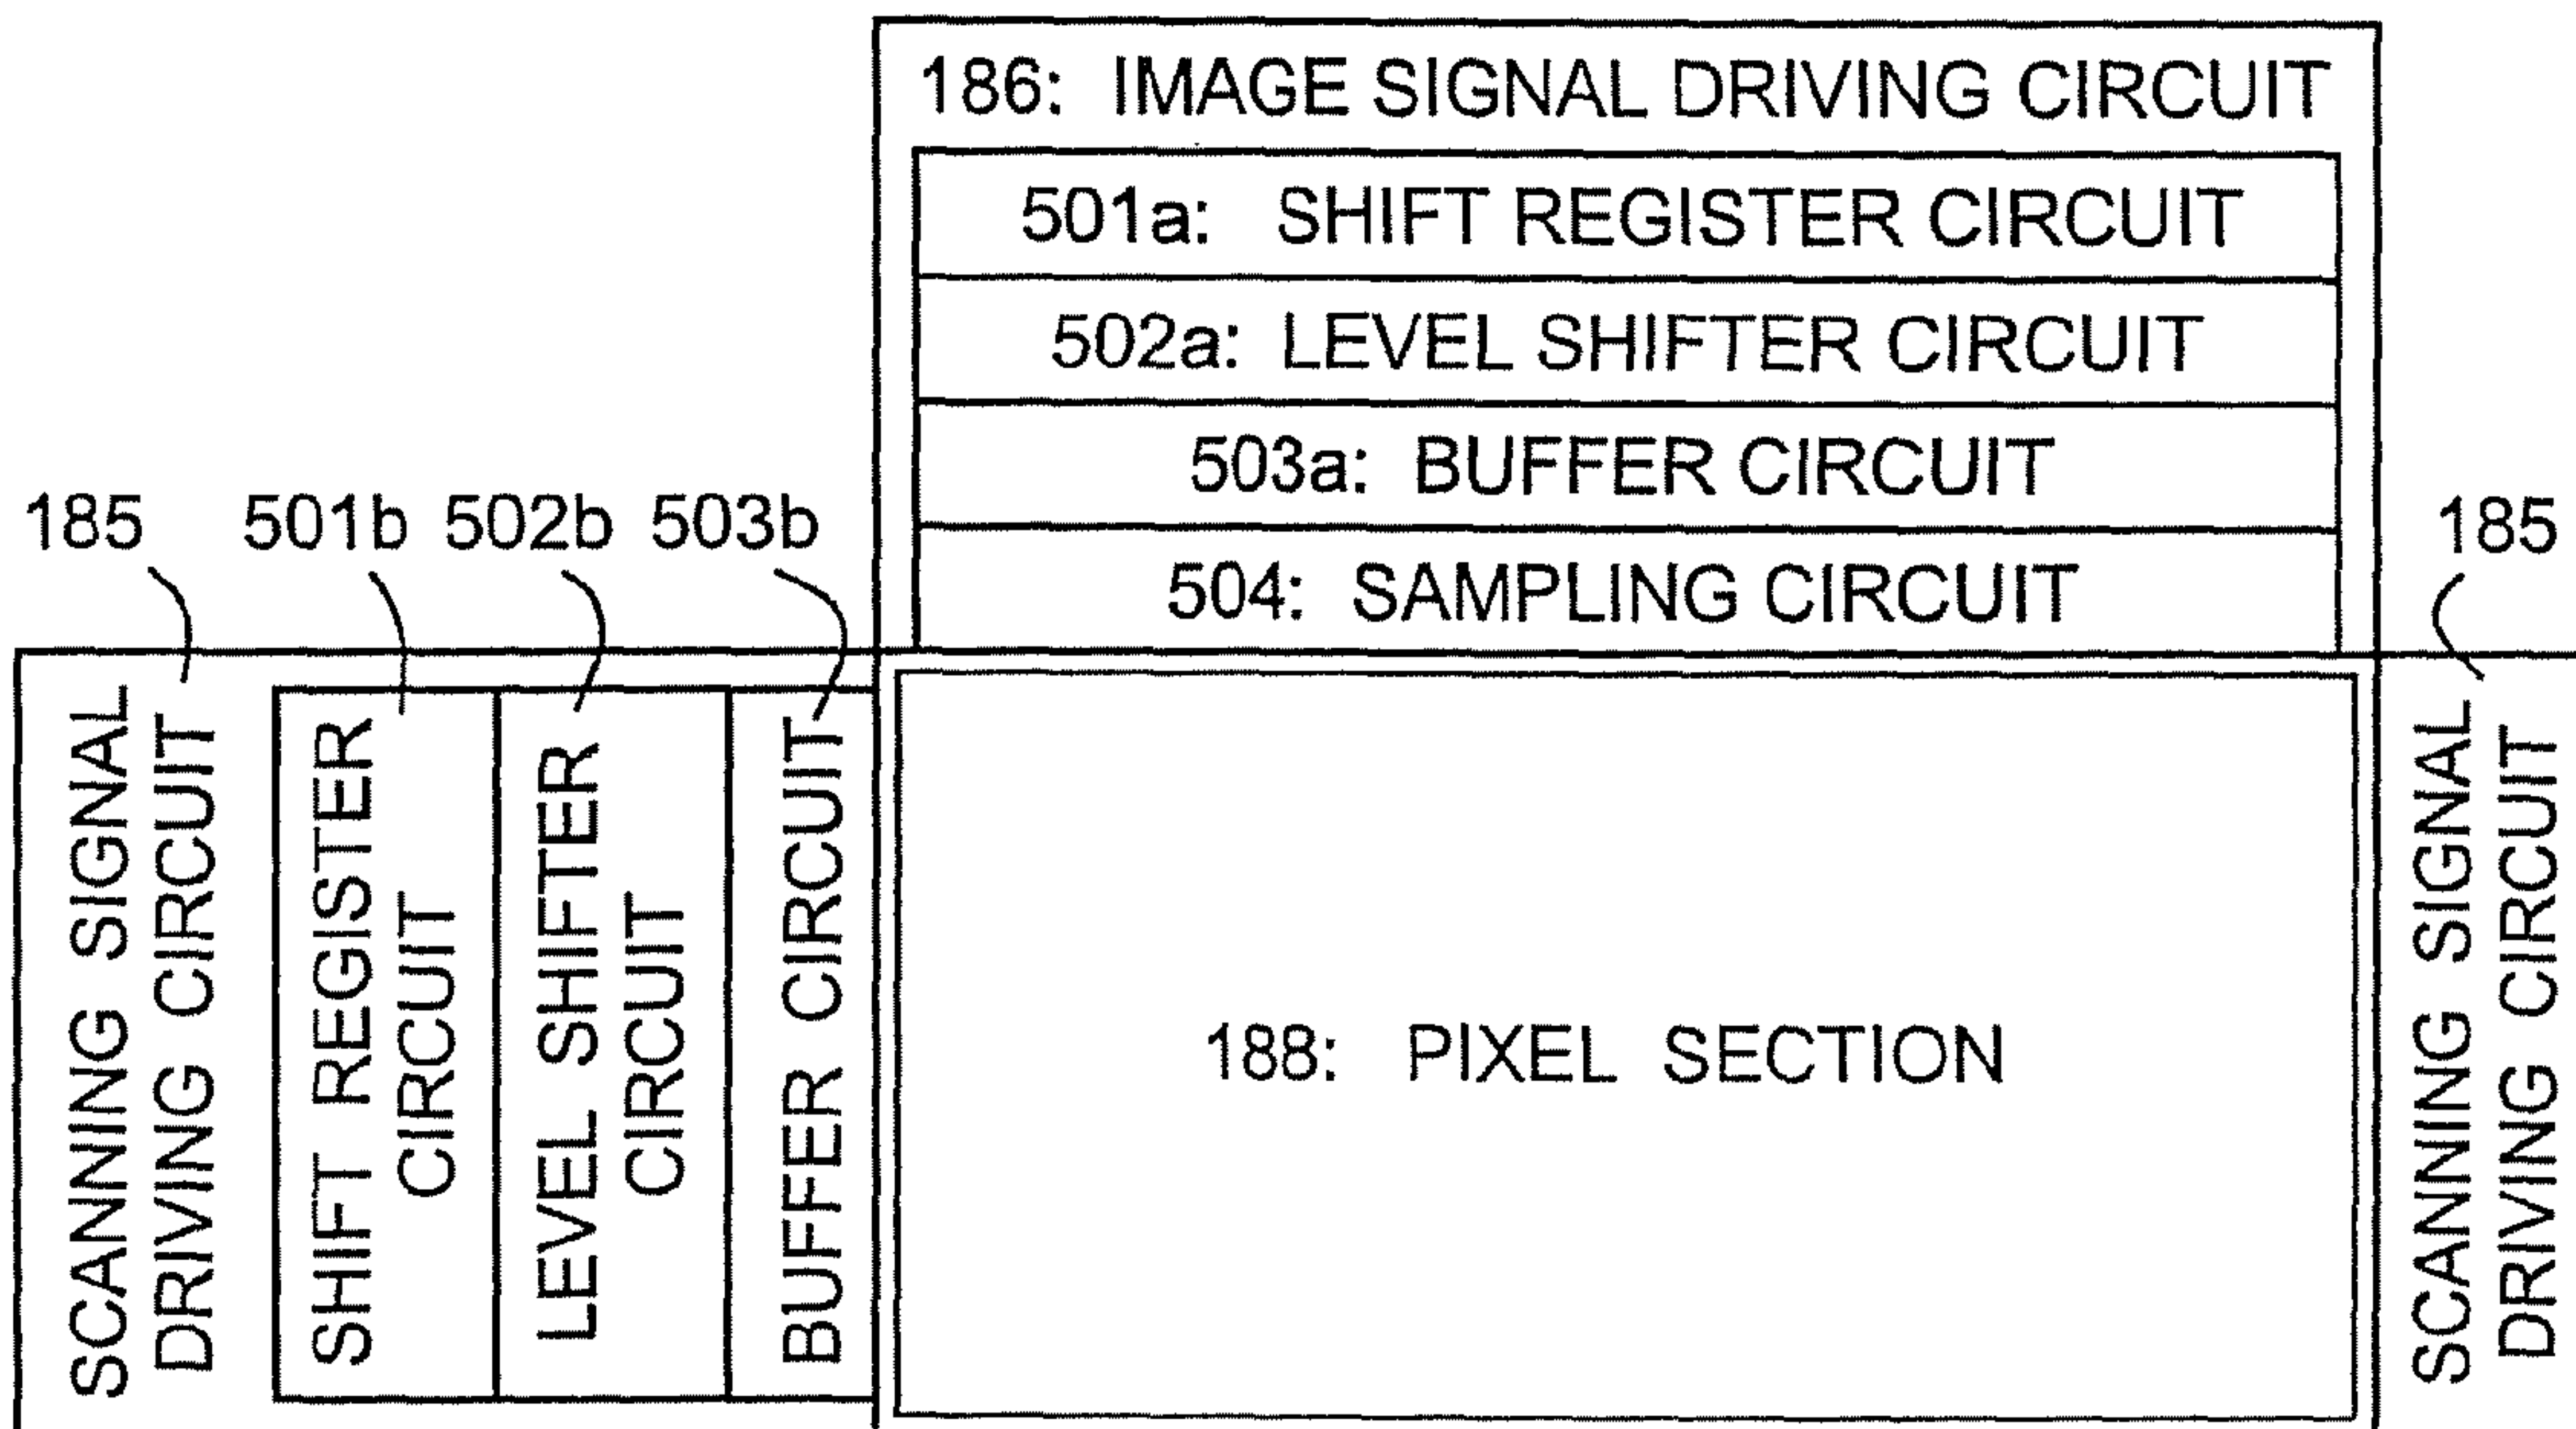 186: IMAGE SIGNAL DRIVING CIRCUIT
501a: SHIFT REGISTER CIRCUIT
502a: LEVEL SHIFTER CIRCUIT
503a: BUFFER CIRCUIT
504: SAMPLING CIRCUIT
185
501b
502b
503b
185
SCANNING SIGNAL
DRIVING CIRCUIT
SHIFT REGISTER
CIRCUIT
LEVEL SHIFTER
CIRCUIT
BUFFER CIRCUIT
188: PIXEL SECTION
SCANNING SIGNAL
DRIVING CIRCUIT